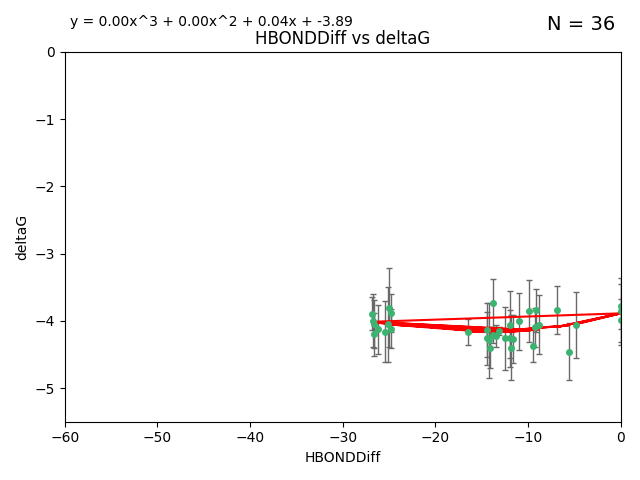 y = 0.00x^3 + 0.00x^2 + 0.04x + -3.89
N = 36
HBONDDiff vs deltaG
0
−1
−2
−3
−4
−5
deltaG
−60 −50 −40 −30 −20 −10 0
HBONDDiff